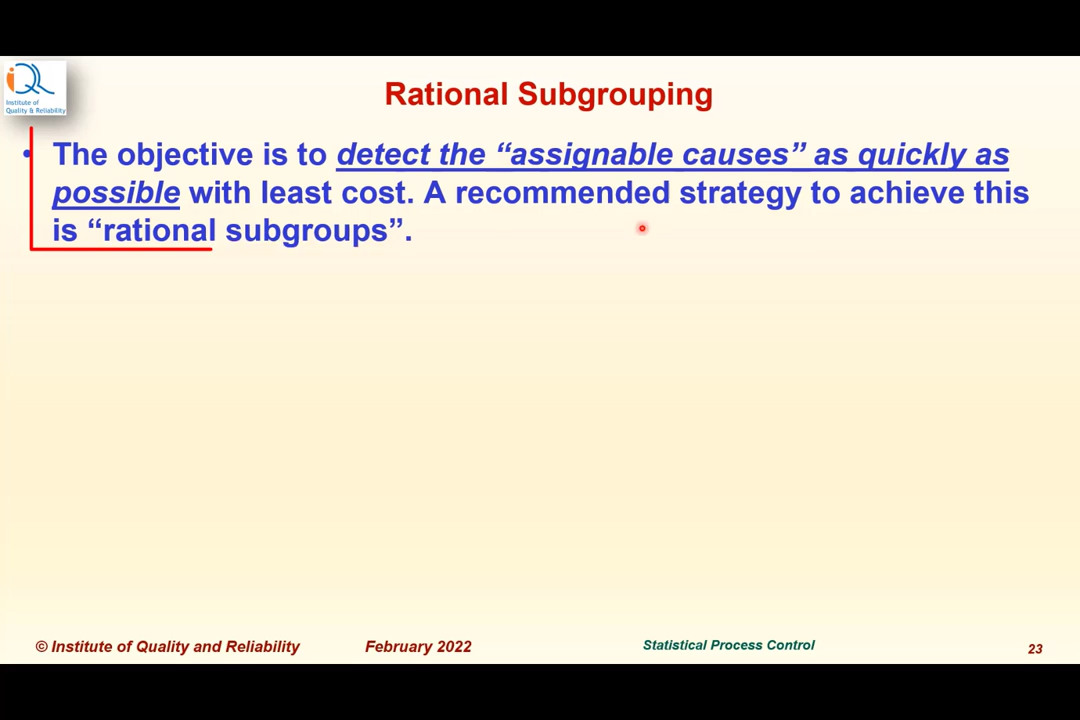 iQR
Institute of
Quality & Reliability
Rational Subgrouping
• The objective is to detect the “assignable causes” as quickly as
possible with least cost. A recommended strategy to achieve this
is “rational subgroups”.
© Institute of Quality and Reliability February 2022 Statistical Process Control 23